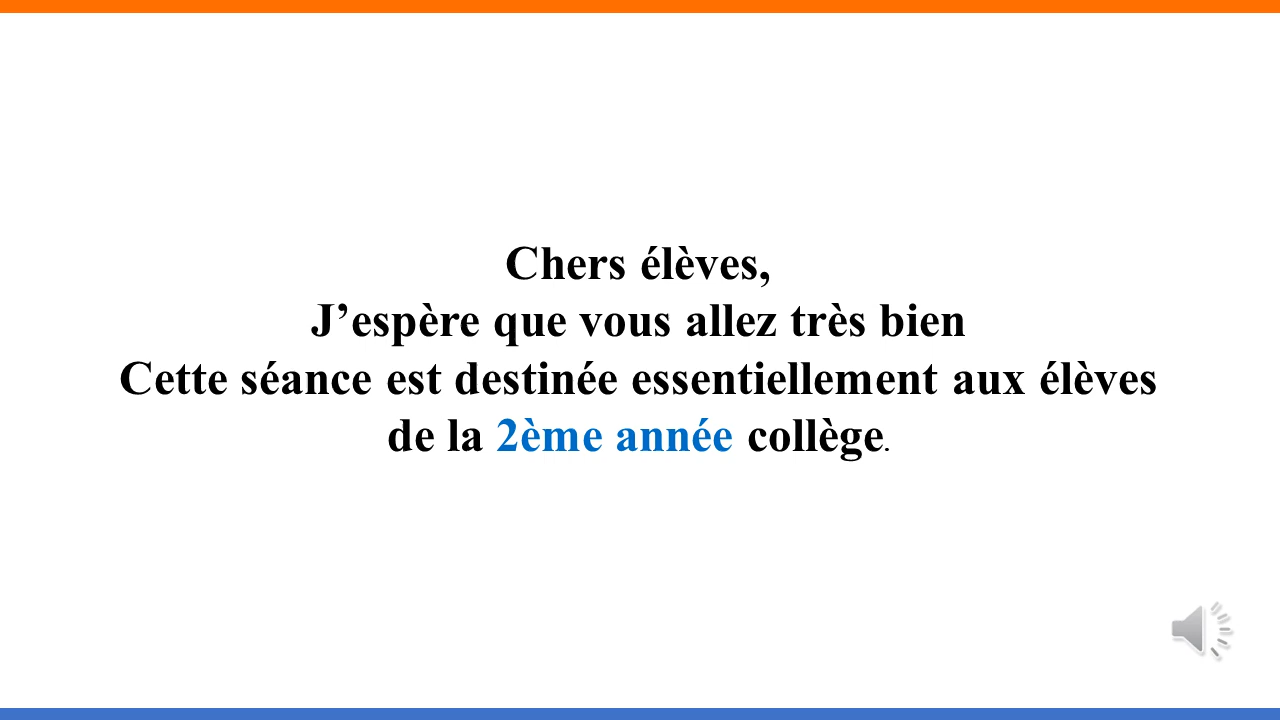 Chers élèves,
J’espère que vous allez très bien
Cette séance est destinée essentiellement aux élèves
de la 2ème année collège.